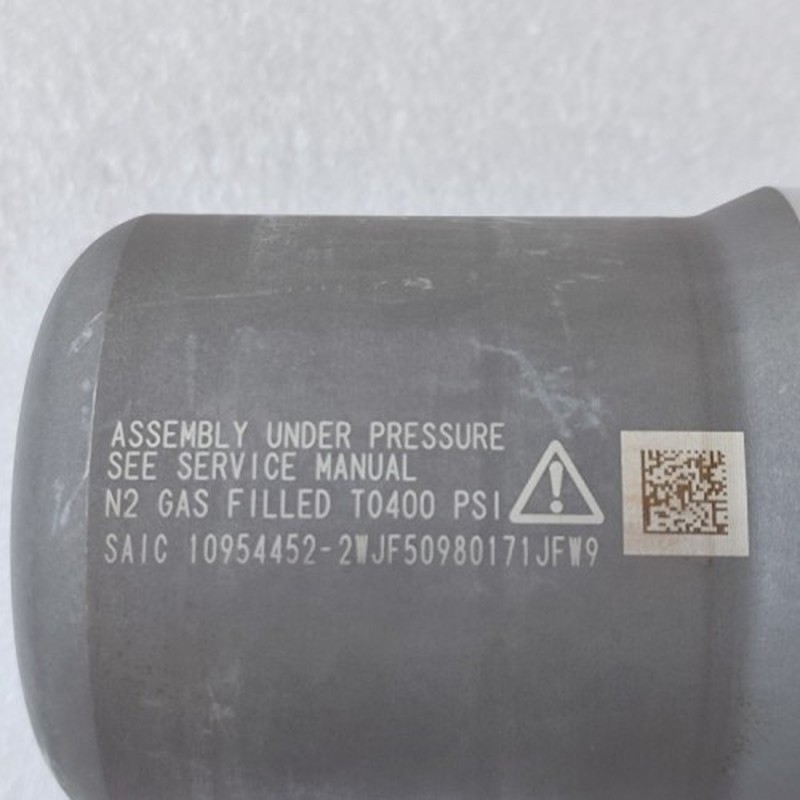 ASSEMBLY UNDER PRESSURE
SEE SERVICE MANUAL
N2 GAS FILLED TO400 PSI
SAIC 10954452-2WJF50980171JFW9